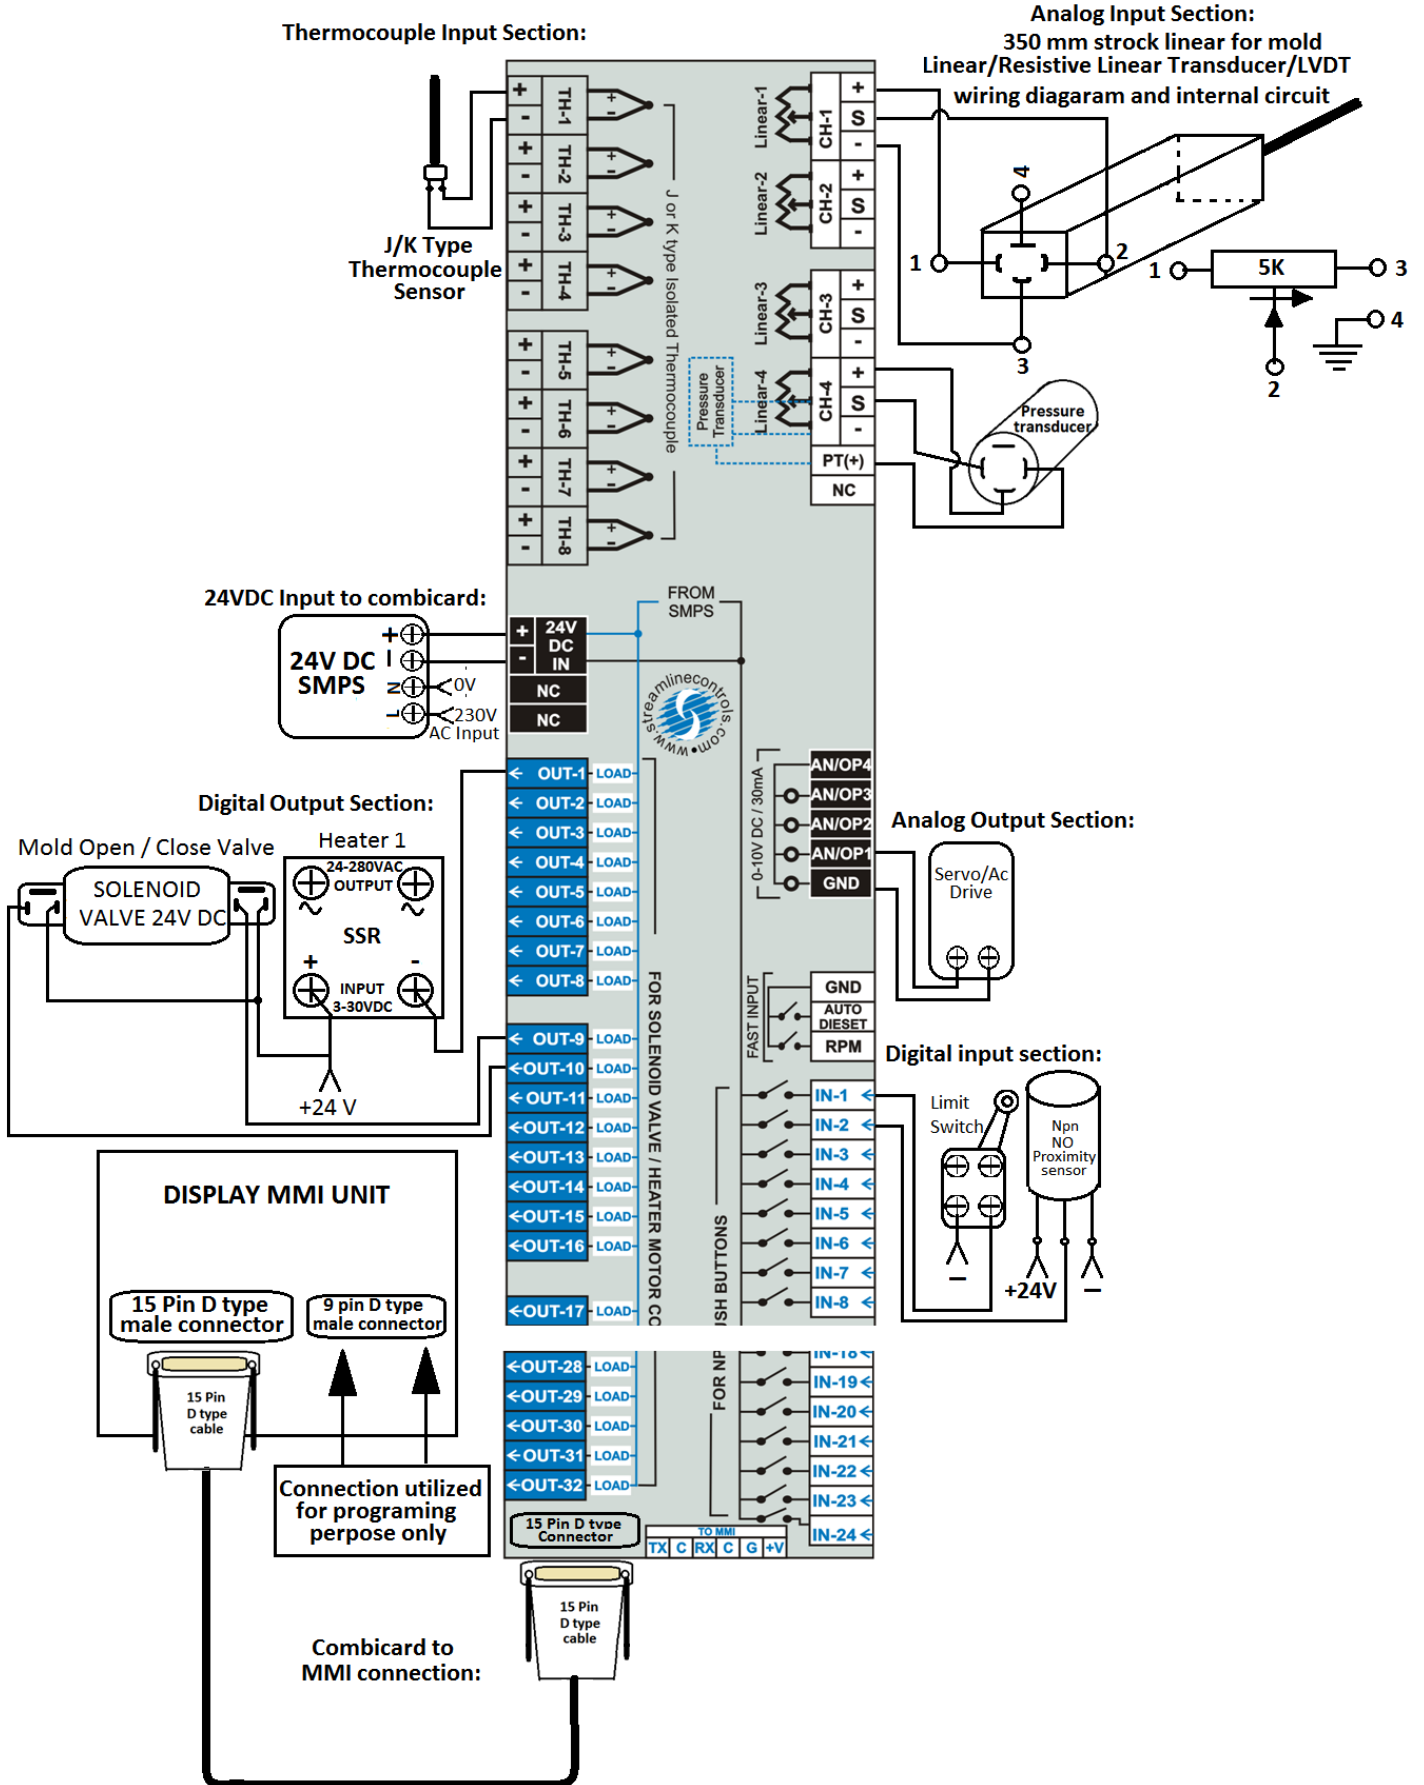 Thermocouple Input Section:
Analog Input Section:
350 mm strock linear for mold
Linear/Resistive Linear Transducer/LVDT
wiring diagaram and internal circuit
J/K Type
Thermocouple
Sensor
+
-
TH-1
+
-
+
-
TH-2
+
-
+
-
TH-3
+
-
+
-
TH-4
+
-
+
-
TH-5
+
-
+
-
TH-6
+
-
+
-
TH-7
+
-
+
-
TH-8
+
-
J or K type Isolated Thermocouple
Linear-1
CH-1
+
S
-
Linear-2
CH-2
+
S
-
Linear-3
CH-3
+
S
-
Linear-4
CH-4
+
S
-
Pressure
Transducer
PT(+)
NC
4
1
2
3
1
5K
3
4
2
Pressure
transducer
24VDC Input to combicard:
24V DC
SMPS
+
-
N
L
0V
230V
AC Input
+
-
24V
DC
IN
NC
NC
FROM
SMPS
www.streamlinecontrols.com
Digital Output Section:
Mold Open / Close Valve
SOLENOID
VALVE 24V DC
Heater 1
24-280VAC
OUTPUT
SSR
+
-
INPUT
3-30VDC
+24 V
OUT-1 LOAD
OUT-2 LOAD
OUT-3 LOAD
OUT-4 LOAD
OUT-5 LOAD
OUT-6 LOAD
OUT-7 LOAD
OUT-8 LOAD
OUT-9 LOAD
OUT-10 LOAD
OUT-11 LOAD
OUT-12 LOAD
OUT-13 LOAD
OUT-14 LOAD
OUT-15 LOAD
OUT-16 LOAD
OUT-17 LOAD
OUT-28 LOAD
OUT-29 LOAD
OUT-30 LOAD
OUT-31 LOAD
OUT-32 LOAD
FOR SOLENOID VALVE / HEATER MOTOR CO
0-10V DC / 30mA
AN/OP4
AN/OP3
AN/OP2
AN/OP1
GND
Analog Output Section:
Servo/Ac
Drive
FAST INPUT
GND
AUTO
DIESET
RPM
Digital input section:
IN-1
IN-2
IN-3
IN-4
IN-5
IN-6
IN-7
IN-8
IN-18
IN-19
IN-20
IN-21
IN-22
IN-23
IN-24
SH BUTTONS
FOR NP
Limit
Switch
Npn
NO
Proximity
sensor
-
+24V
-
DISPLAY MMI UNIT
15 Pin D type
male connector
9 pin D type
male connector
15 Pin
D type
cable
Connection utilized
for programing
perpose only
15 Pin D type
Connector
TO MMI
TX C RX C G +V
15 Pin
D type
cable
Combicard to
MMI connection: